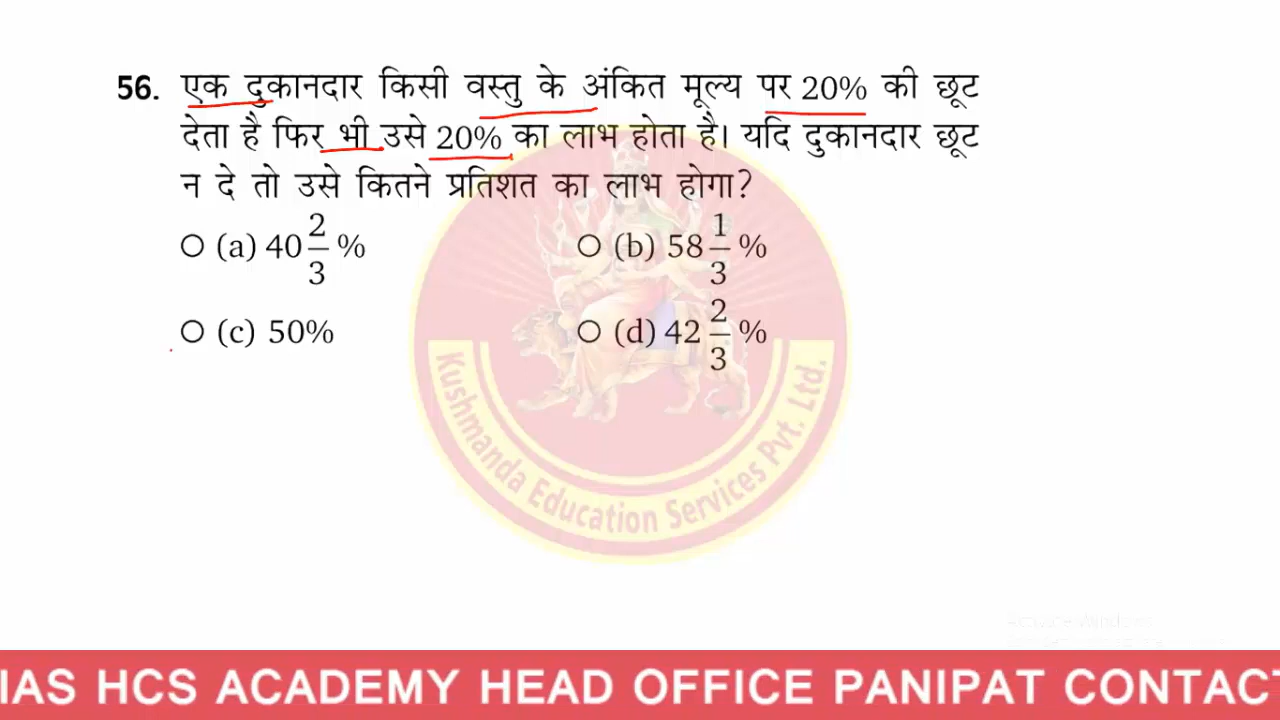 56. एक दुकानदार किसी वस्तु के अंकित मूल्य पर 20% की छूट
देता है फिर भी उसे 20% का लाभ होता है। यदि दुकानदार छूट
न दे तो उसे कितने प्रतिशत का लाभ होगा?
(a) 40 2/3 % (b) 58 1/3 %
(c) 50% (d) 42 2/3 %
Kushmanda Education Services Pvt. Ltd.
IAS HCS ACADEMY HEAD OFFICE PANIPAT CONTACT